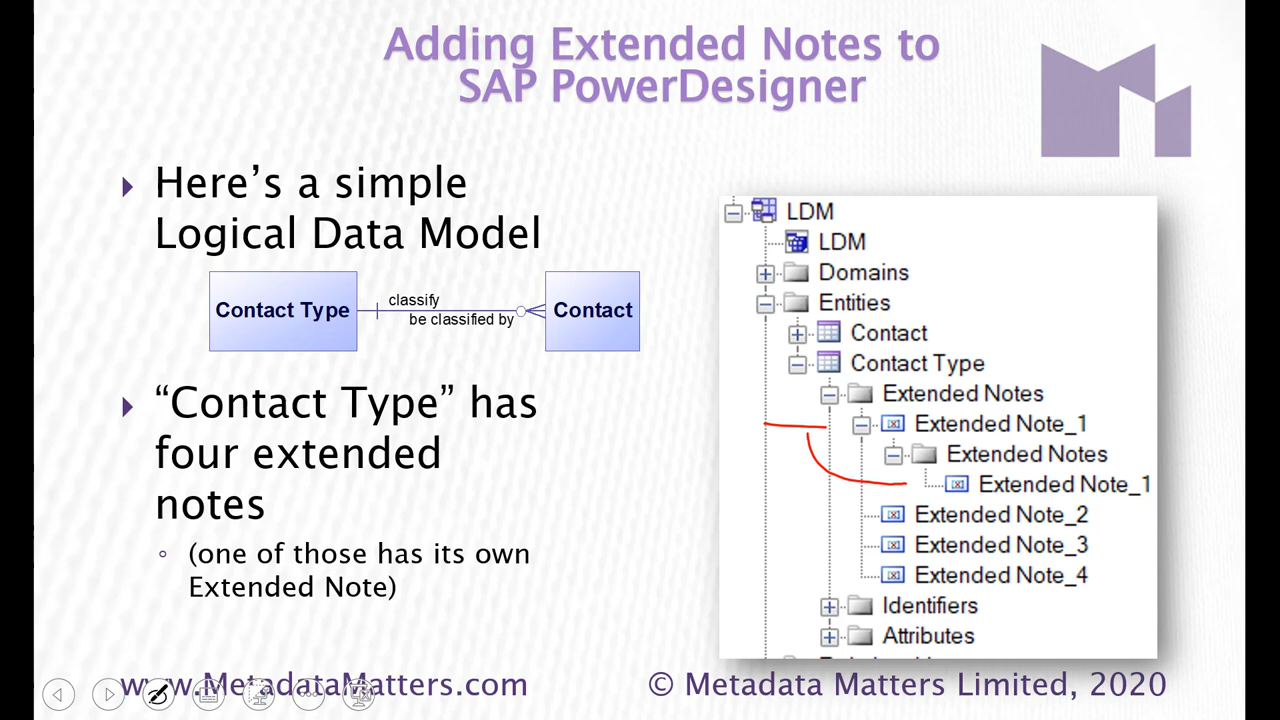 Adding Extended Notes to
SAP PowerDesigner
Here’s a simple
Logical Data Model
Contact Type
classify
be classified by
Contact
“Contact Type” has
four extended
notes
(one of those has its own
Extended Note)
LDM
LDM
Domains
Entities
Contact
Contact Type
Extended Notes
Extended Note_1
Extended Notes
Extended Note_1
Extended Note_2
Extended Note_3
Extended Note_4
Identifiers
Attributes
www.MetadataMatters.com
© Metadata Matters Limited, 2020